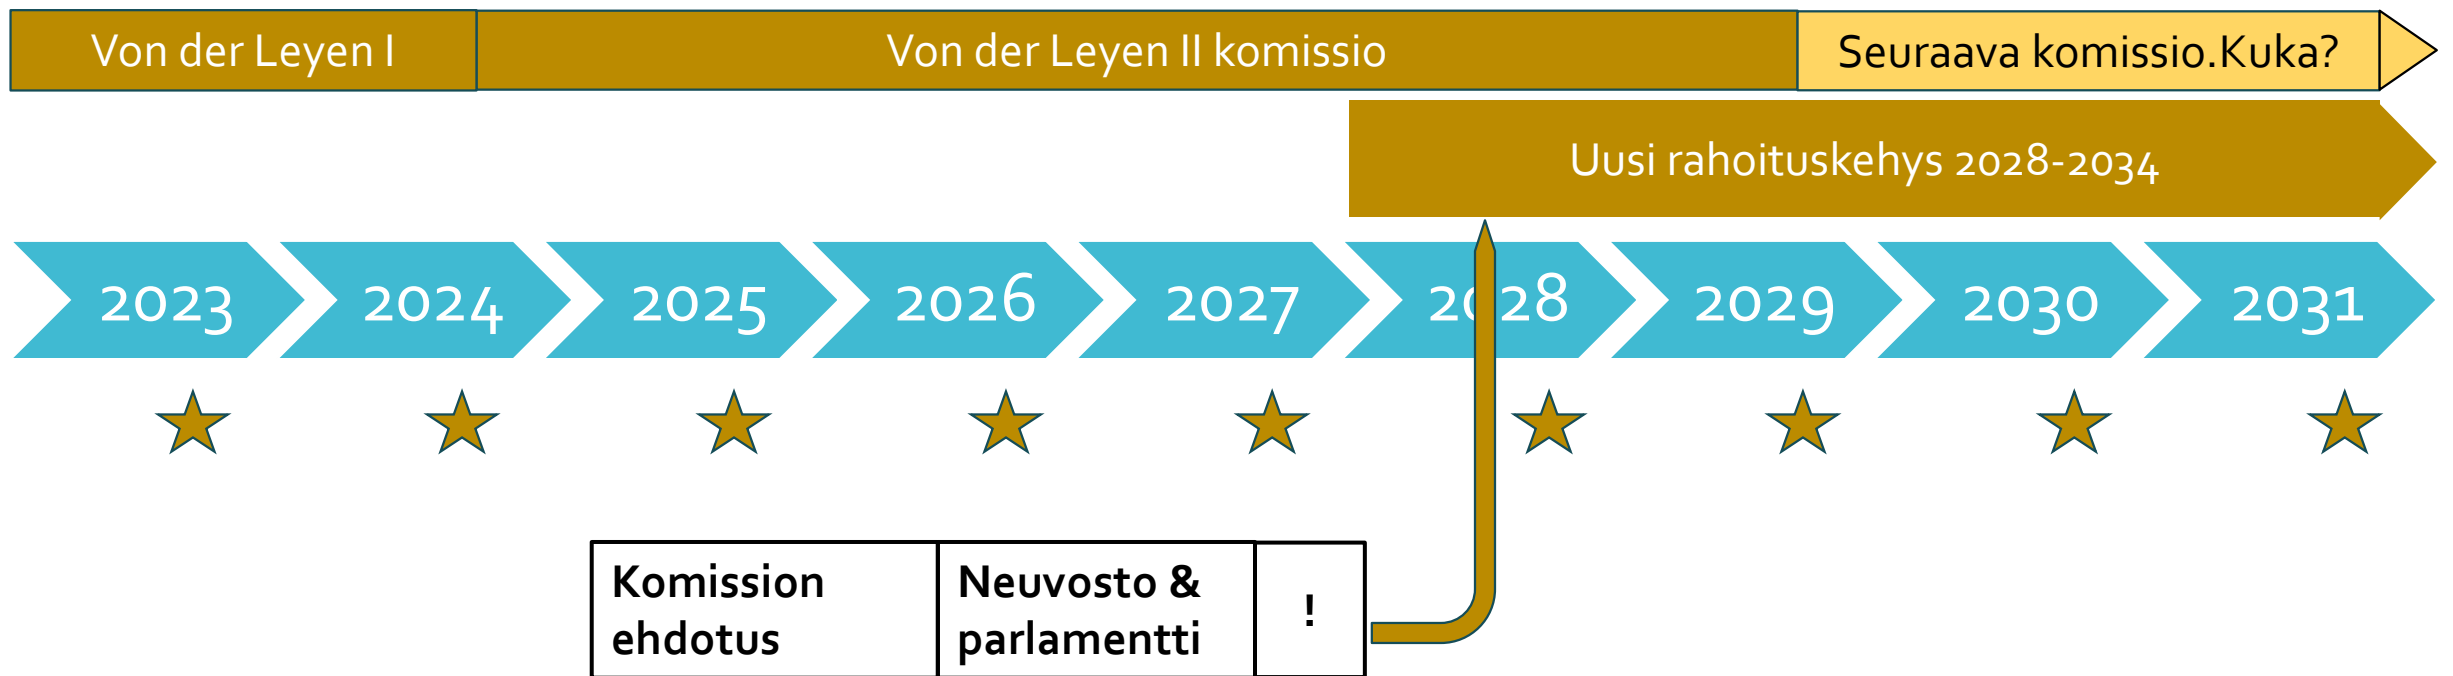 Von der Leyen I
Von der Leyen II komissio
Seuraava komissio.Kuka?
Uusi rahoituskehys 2028-2034
2023
2024
2025
2026
2027
2028
2029
2030
2031
Komission
ehdotus
Neuvosto &
parlamentti
!